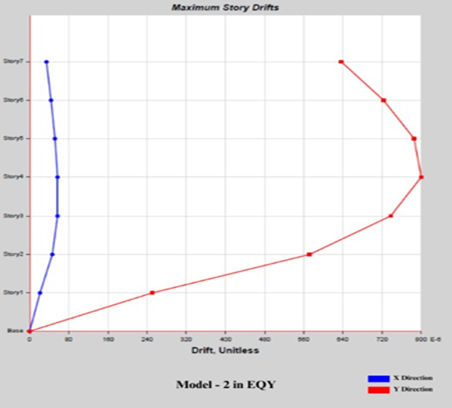 Maximum Story Drifts
Story7
Story6
Story5
Story4
Story3
Story2
Story1
Base
0 80 160 240 320 400 480 560 640 720 800 E-6
Drift, Unitless
Model - 2 in EQY
X Direction
Y Direction